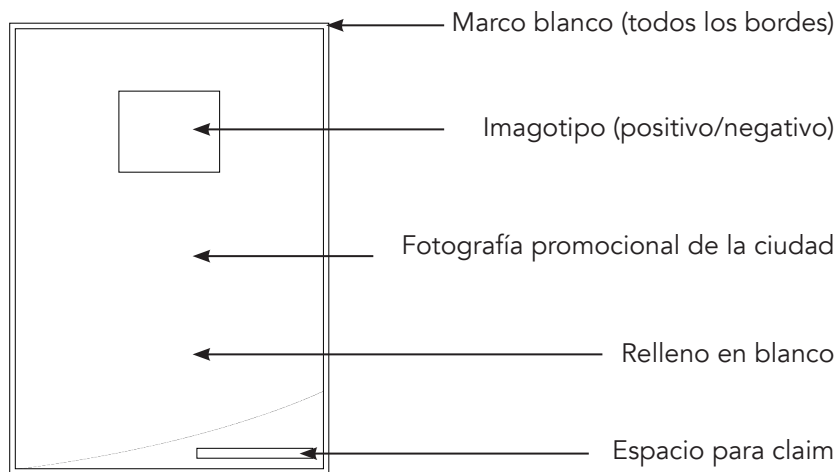 Marco blanco (todos los bordes)
Imagotipo (positivo/negativo)
Fotografía promocional de la ciudad
Relleno en blanco
Espacio para claim